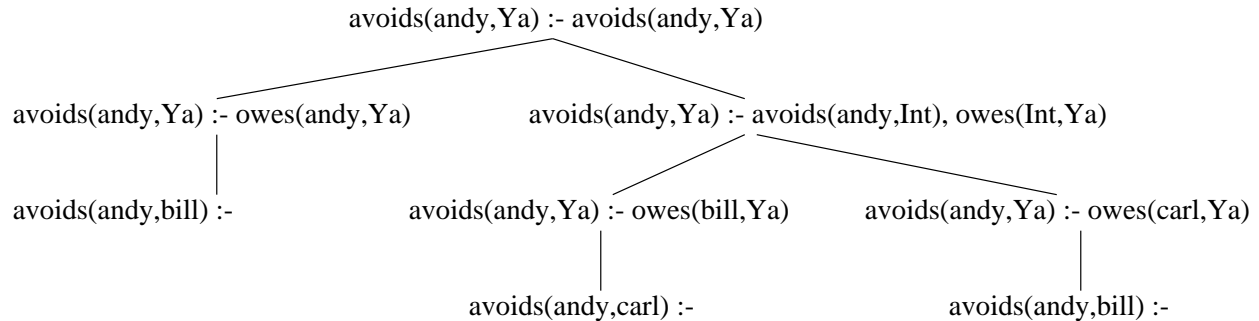 avoids(andy,Ya) :- avoids(andy,Ya)
avoids(andy,Ya) :- owes(andy,Ya)
avoids(andy,Ya) :- avoids(andy,Int), owes(Int,Ya)
avoids(andy,bill) :-
avoids(andy,Ya) :- owes(bill,Ya)
avoids(andy,Ya) :- owes(carl,Ya)
avoids(andy,carl) :-
avoids(andy,bill) :-